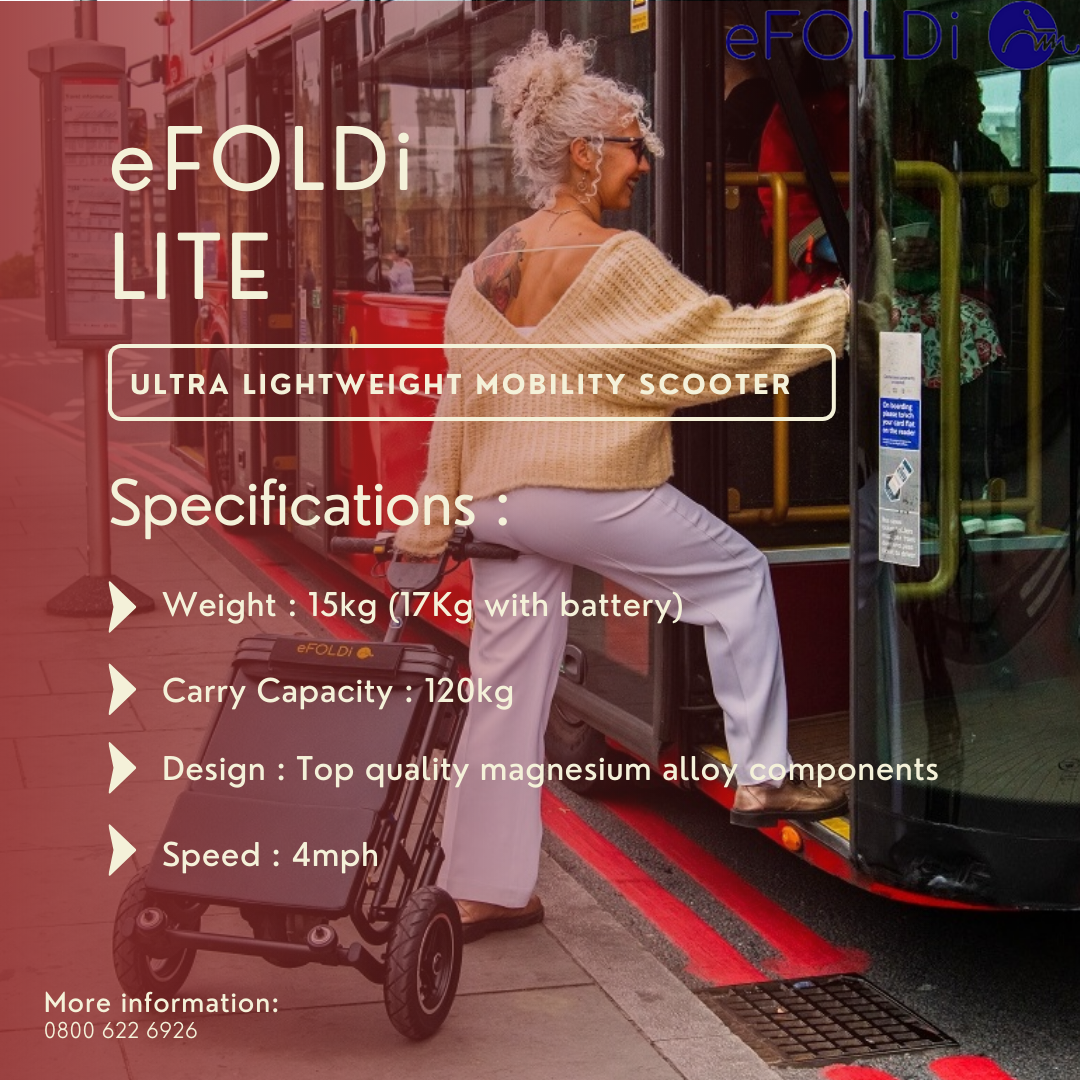 eFOLDi
eFOLDi
LITE
ULTRA LIGHTWEIGHT MOBILITY SCOOTER
Specifications :
Weight : 15kg (17Kg with battery)
Carry Capacity : 120kg
Design : Top quality magnesium alloy components
Speed : 4mph
eFOLDi
On boarding
please touch
your card flat
on the reader
More information:
0800 622 6926